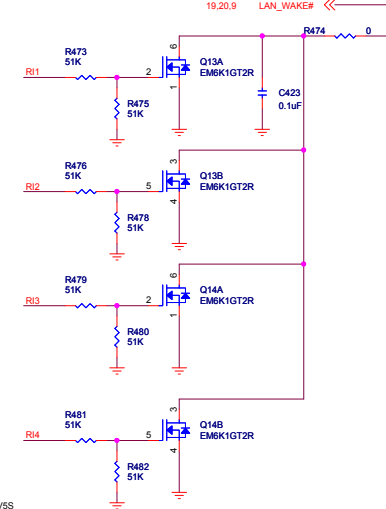 19,20,9 LAN_WAKE#
R474 0
R473
51K
6
Q13A
EM6K1GT2R
RI1
2
C423
0.1uF
R475
51K
1
R476
51K
3
Q13B
EM6K1GT2R
RI2
5
R478
51K
4
R479
51K
6
Q14A
EM6K1GT2R
RI3
2
R480
51K
1
R481
51K
3
Q14B
EM6K1GT2R
RI4
5
R482
51K
4
/5S